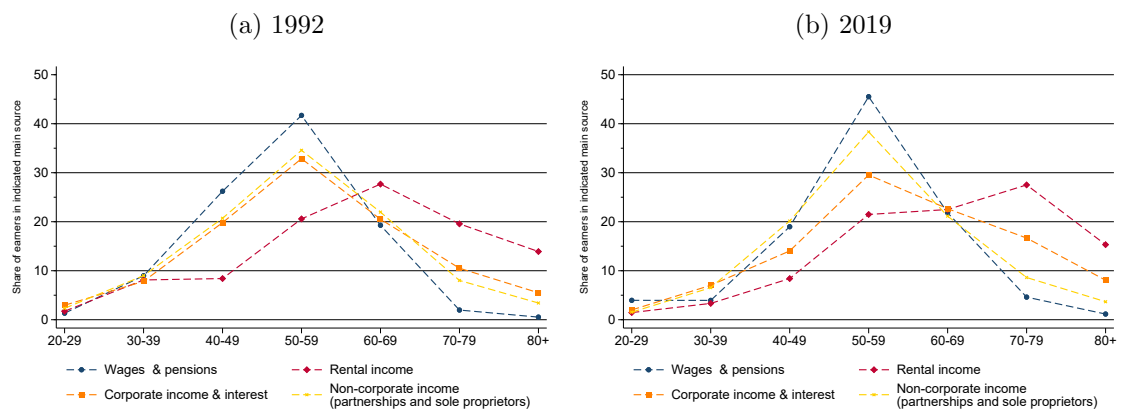 (a) 1992
Share of earners in indicated main source
50
40
30
20
10
0
20-29 30-39 40-49 50-59 60-69 70-79 80+
Wages & pensions
Rental income
Corporate income & interest
Non-corporate income
(partnerships and sole proprietors)
(b) 2019
Share of earners in indicated main source
50
40
30
20
10
0
20-29 30-39 40-49 50-59 60-69 70-79 80+
Wages & pensions
Rental income
Corporate income & interest
Non-corporate income
(partnerships and sole proprietors)